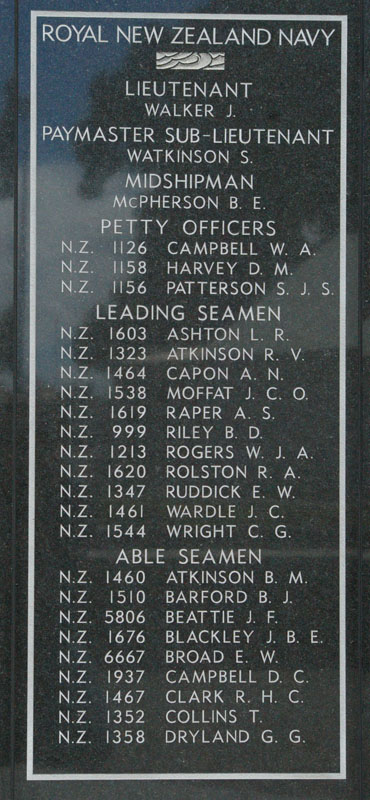 ROYAL NEW ZEALAND NAVY
LIEUTENANT
WALKER J.
PAYMASTER SUB-LIEUTENANT
WATKINSON S.
MIDSHIPMAN
McPHERSON B. E.
PETTY OFFICERS
N.Z. 1126 CAMPBELL W. A.
N.Z. 1158 HARVEY D. M.
N.Z. 1156 PATTERSON S. J. S.
LEADING SEAMEN
N.Z. 1603 ASHTON L. R.
N.Z. 1323 ATKINSON R. V.
N.Z. 1464 CAPON A. N.
N.Z. 1538 MOFFAT J. C. O.
N.Z. 1619 RAPER A. S.
N.Z. 999 RILEY B. D.
N.Z. 1213 ROGERS W. J. A.
N.Z. 1620 ROLSTON R. A.
N.Z. 1347 RUDDICK E. W.
N.Z. 1461 WARDLE J. C.
N.Z. 1544 WRIGHT C. G.
ABLE SEAMEN
N.Z. 1460 ATKINSON B. M.
N.Z. 1510 BARFORD B. J.
N.Z. 5806 BEATTIE J. F.
N.Z. 1676 BLACKLEY J. B. E.
N.Z. 6667 BROAD E. W.
N.Z. 1937 CAMPBELL D. C.
N.Z. 1467 CLARK R. H. C.
N.Z. 1352 COLLINS T.
N.Z. 1358 DRYLAND G. G.